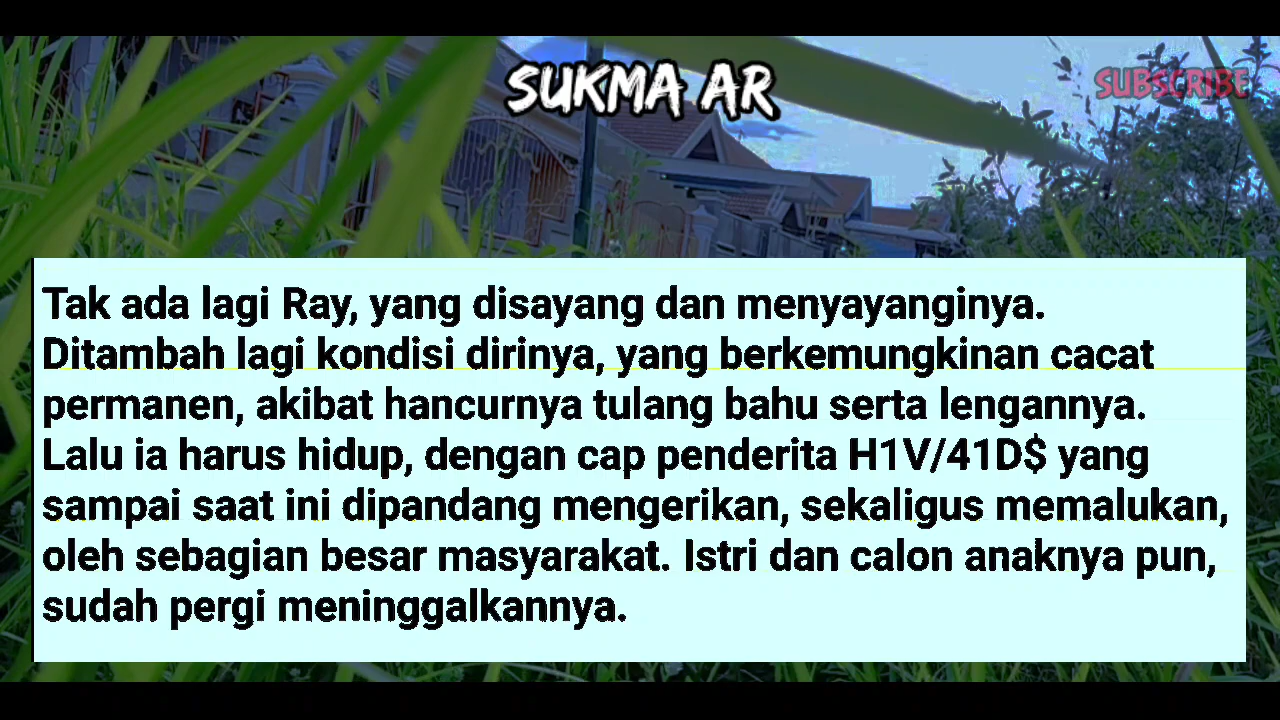 SUKMA AR
SUBSCRIBE
Tak ada lagi Ray, yang disayang dan menyayanginya.
Ditambah lagi kondisi dirinya, yang berkemungkinan cacat
permanen, akibat hancurnya tulang bahu serta lengannya.
Lalu ia harus hidup, dengan cap penderita H1V/41D$ yang
sampai saat ini dipandang mengerikan, sekaligus memalukan,
oleh sebagian besar masyarakat. Istri dan calon anaknya pun,
sudah pergi meninggalkannya.